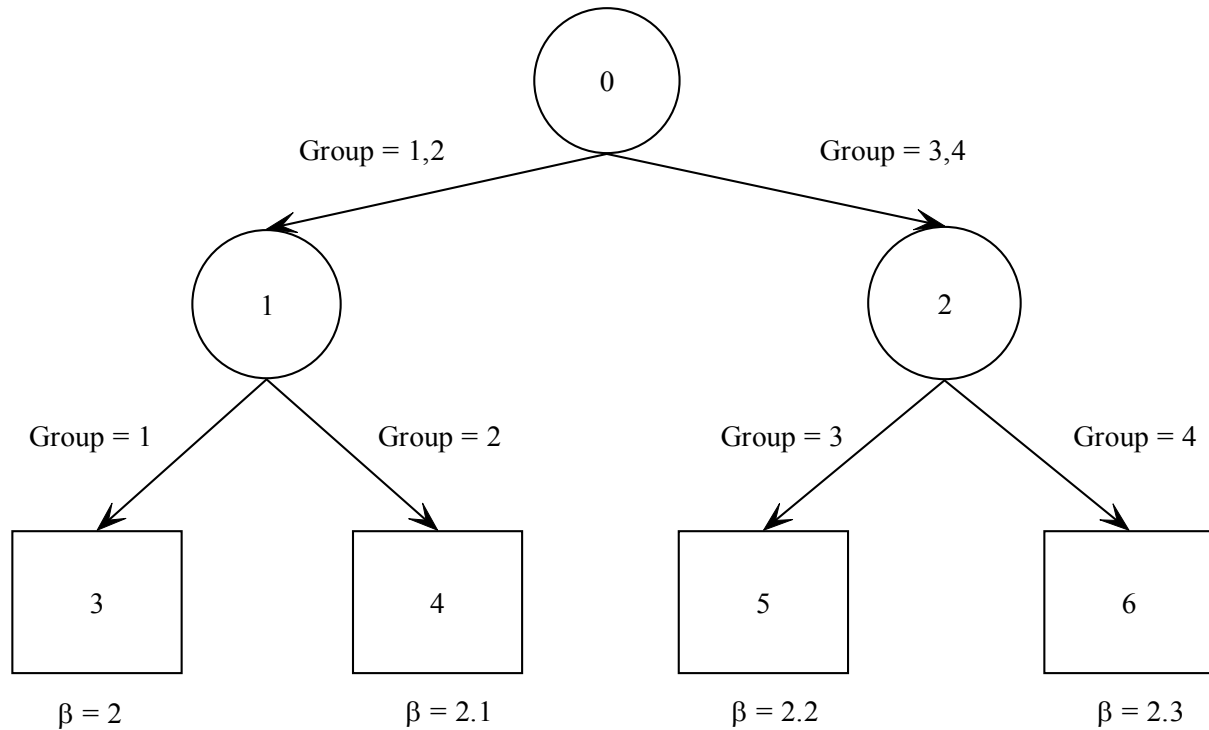 0
Group = 1,2
Group = 3,4
1
2
Group = 1
Group = 2
Group = 3
Group = 4
3
4
5
6
β = 2
β = 2.1
β = 2.2
β = 2.3